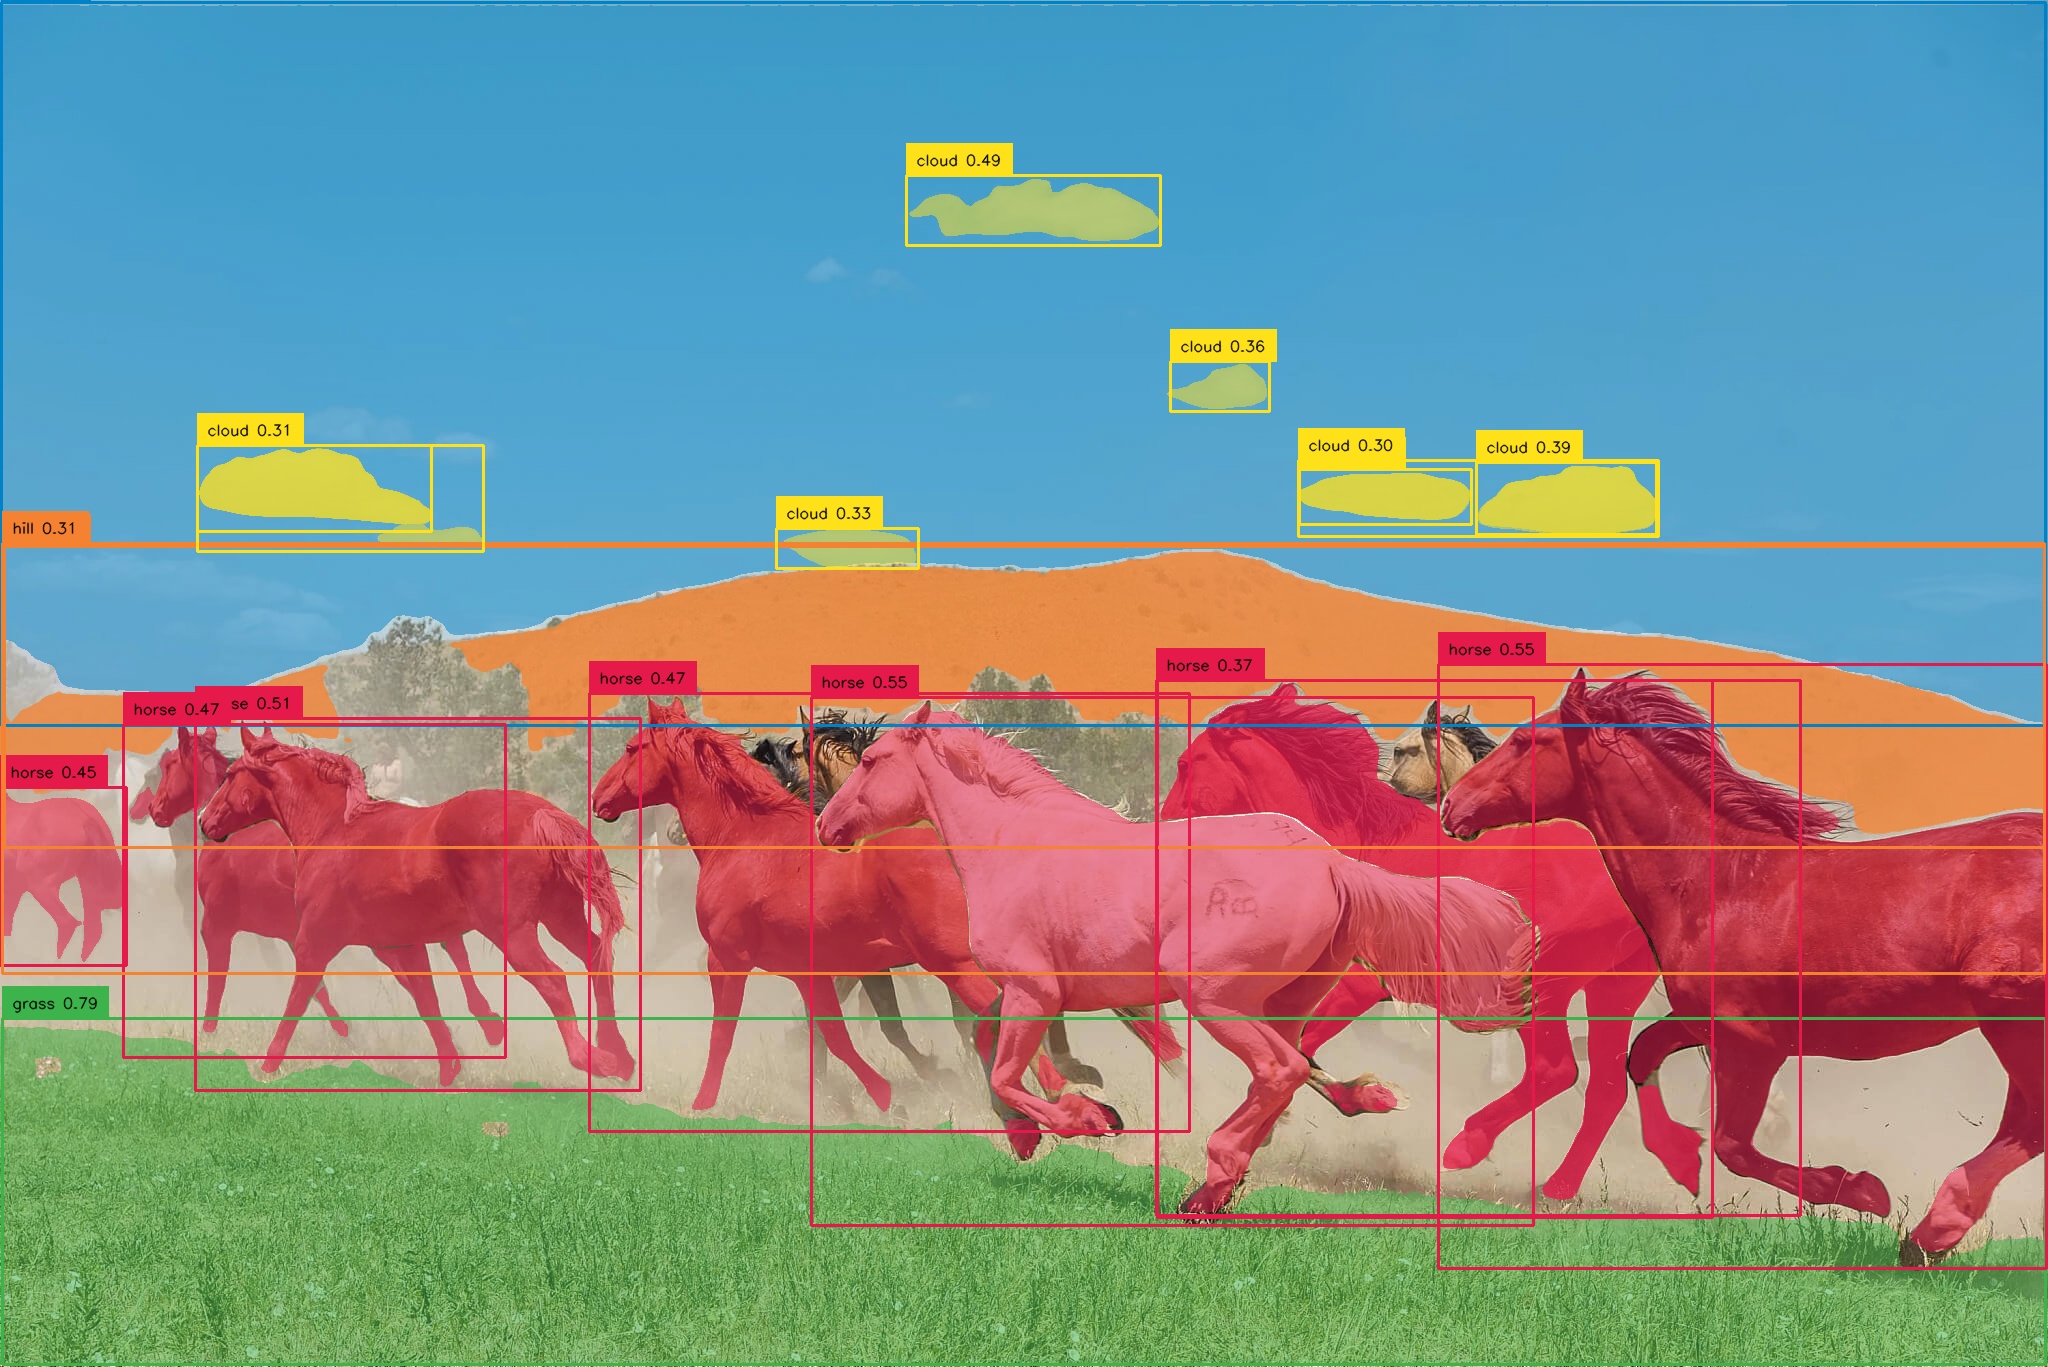 cloud 0.49
cloud 0.36
cloud 0.31
cloud 0.30
cloud 0.39
cloud 0.33
hill 0.31
horse 0.55
horse 0.37
horse 0.47
horse 0.55
horse 0.47
se 0.51
horse 0.45
grass 0.79